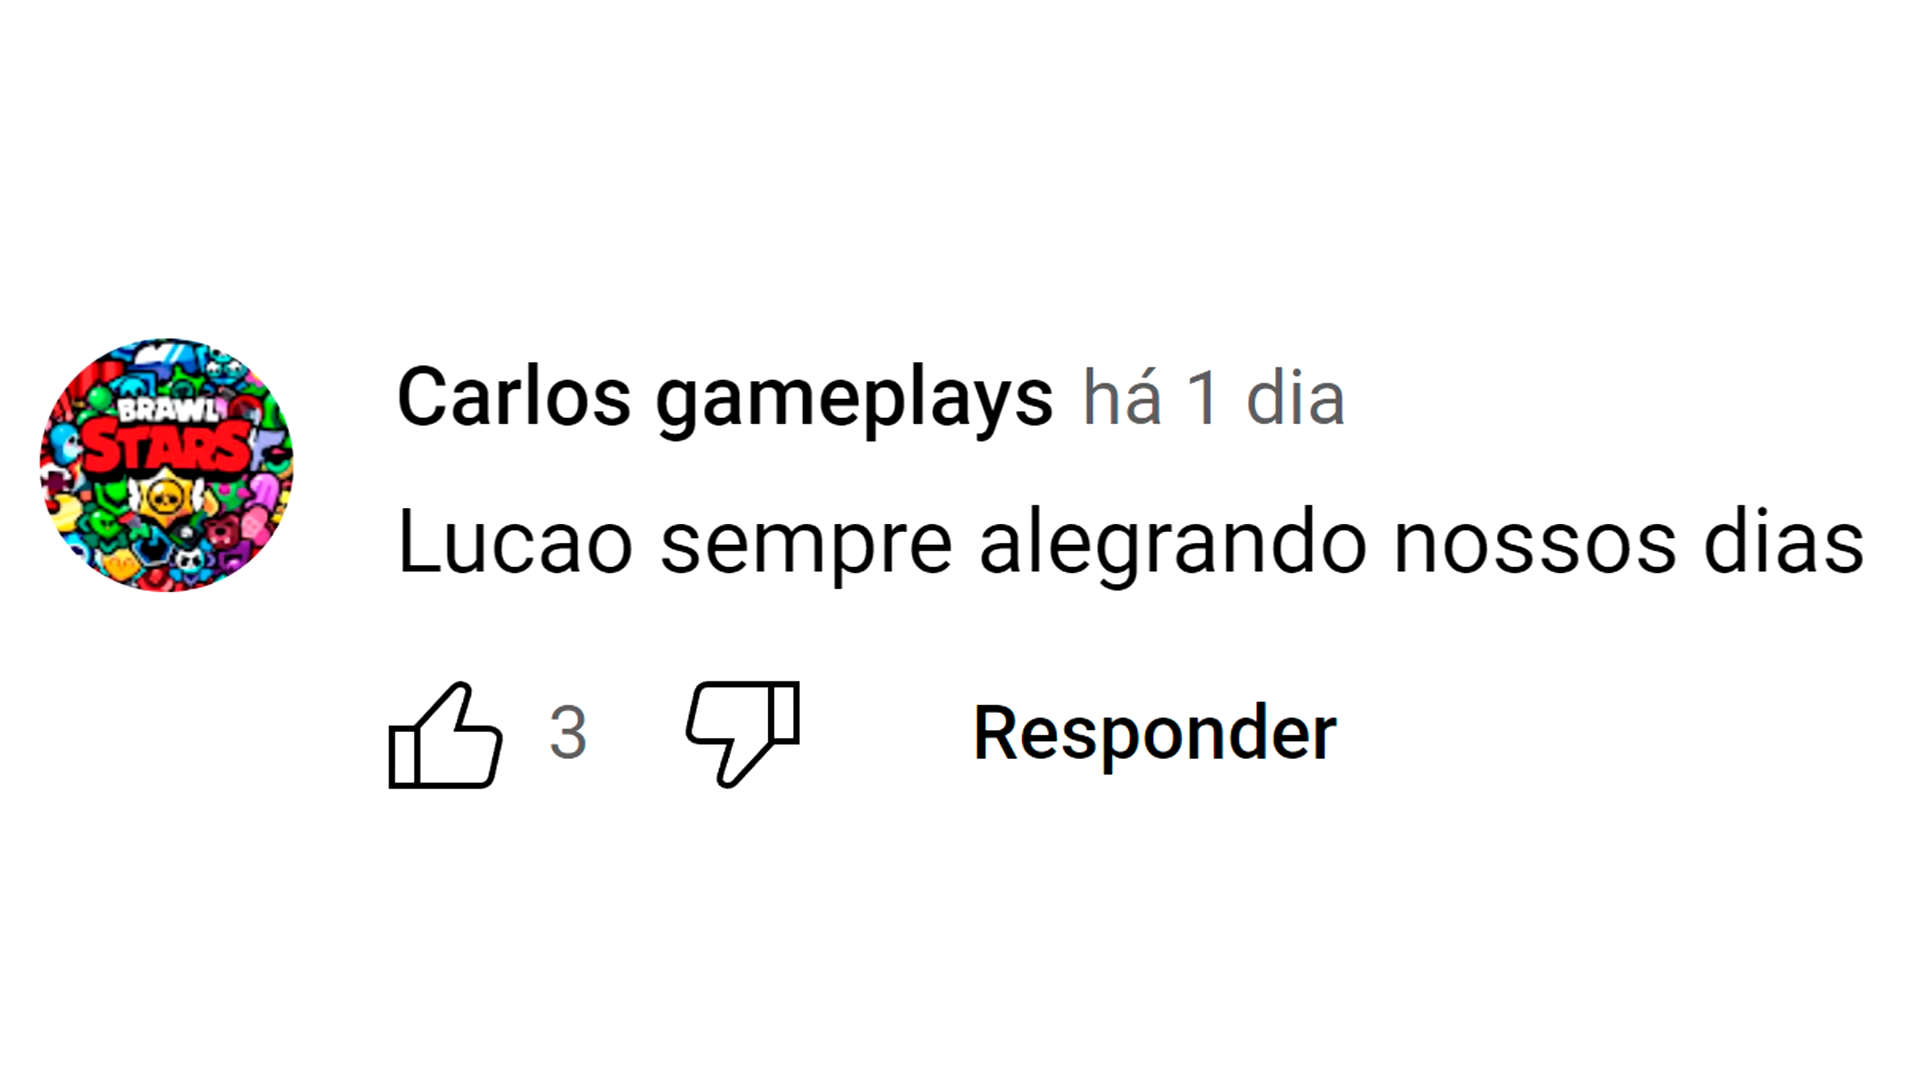 BRAWL
STARS
Carlos gameplays há 1 dia
Lucao sempre alegrando nossos dias
3
Responder